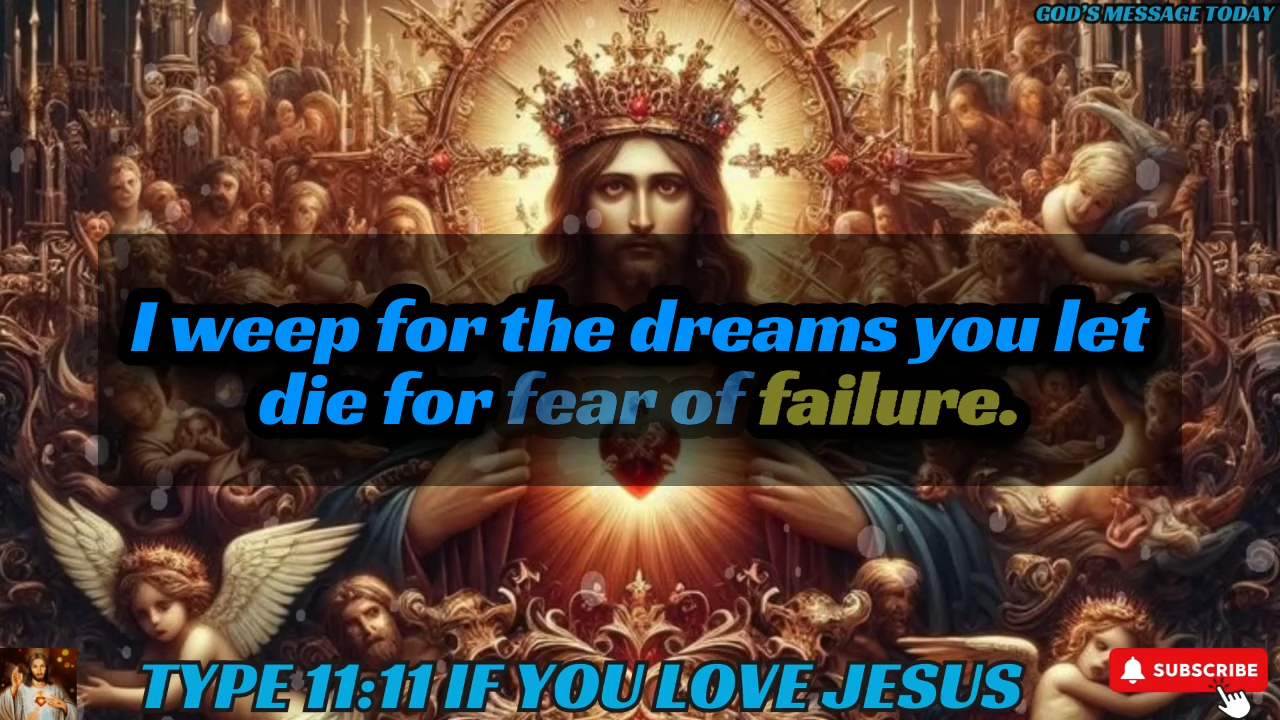 GOD'S MESSAGE TODAY
I weep for the dreams you let
die for fear of failure.
TYPE 11:11 IF YOU LOVE JESUS
SUBSCRIBE